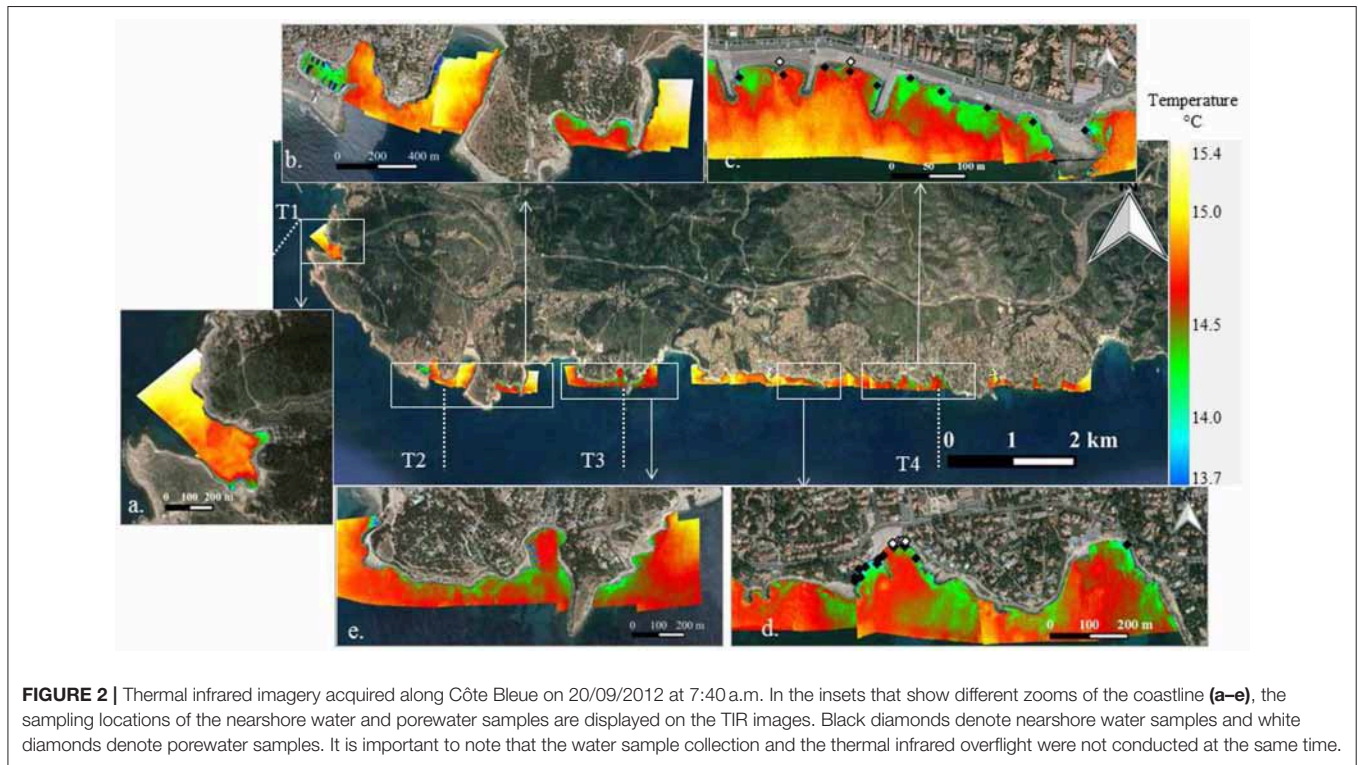 b.
0 200 400 m
c.
0 50 100 m
Temperature
°C
15.4
15.0
14.5
14.0
13.7
N
T1
a.
0 100 200 m
T2
T3
T4
0 1 2 km
e.
0 100 200 m
d.
0 100 200 m
FIGURE 2 | Thermal infrared imagery acquired along Côte Bleue on 20/09/2012 at 7:40 a.m. In the insets that show different zooms of the coastline (a–e), the
sampling locations of the nearshore water and porewater samples are displayed on the TIR images. Black diamonds denote nearshore water samples and white
diamonds denote porewater samples. It is important to note that the water sample collection and the thermal infrared overflight were not conducted at the same time.